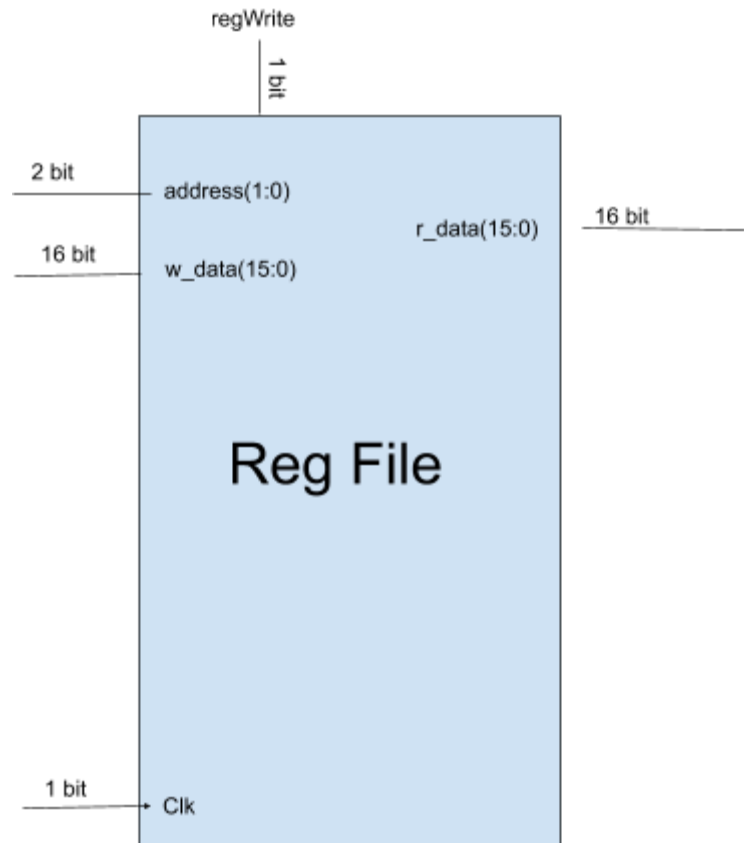 regWrite
1 bit
2 bit
address(1:0)
r_data(15:0)
16 bit
16 bit
w_data(15:0)
Reg File
1 bit
Clk